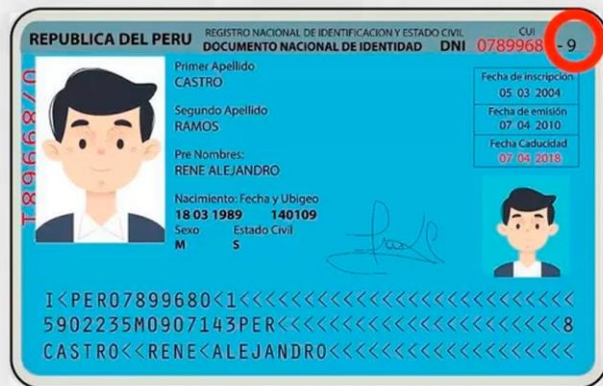 REPUBLICA DEL PERU
REGISTRO NACIONAL DE IDENTIFICACION Y ESTADO CIVIL
DOCUMENTO NACIONAL DE IDENTIDAD DNI
CUI
0789968 - 9
Primer Apellido
CASTRO
Segundo Apellido
RAMOS
Pre Nombres:
RENE ALEJANDRO
Nacimiento: Fecha y Ubigeo
18 03 1989 140109
Sexo Estado Civil
M S
Fecha de inscripción
05 03 2004
Fecha de emisión
07 04 2010
Fecha Caducidad
07 04 2018
I<PER07899680<1<<<<<<<<<<<<<<<<<<<<<<<<
5902235M0907143PER<<<<<<<<<<<<<<<<<<<<8
CASTRO<<RENE<ALEJANDRO<<<<<<<<<<<<<<<<<